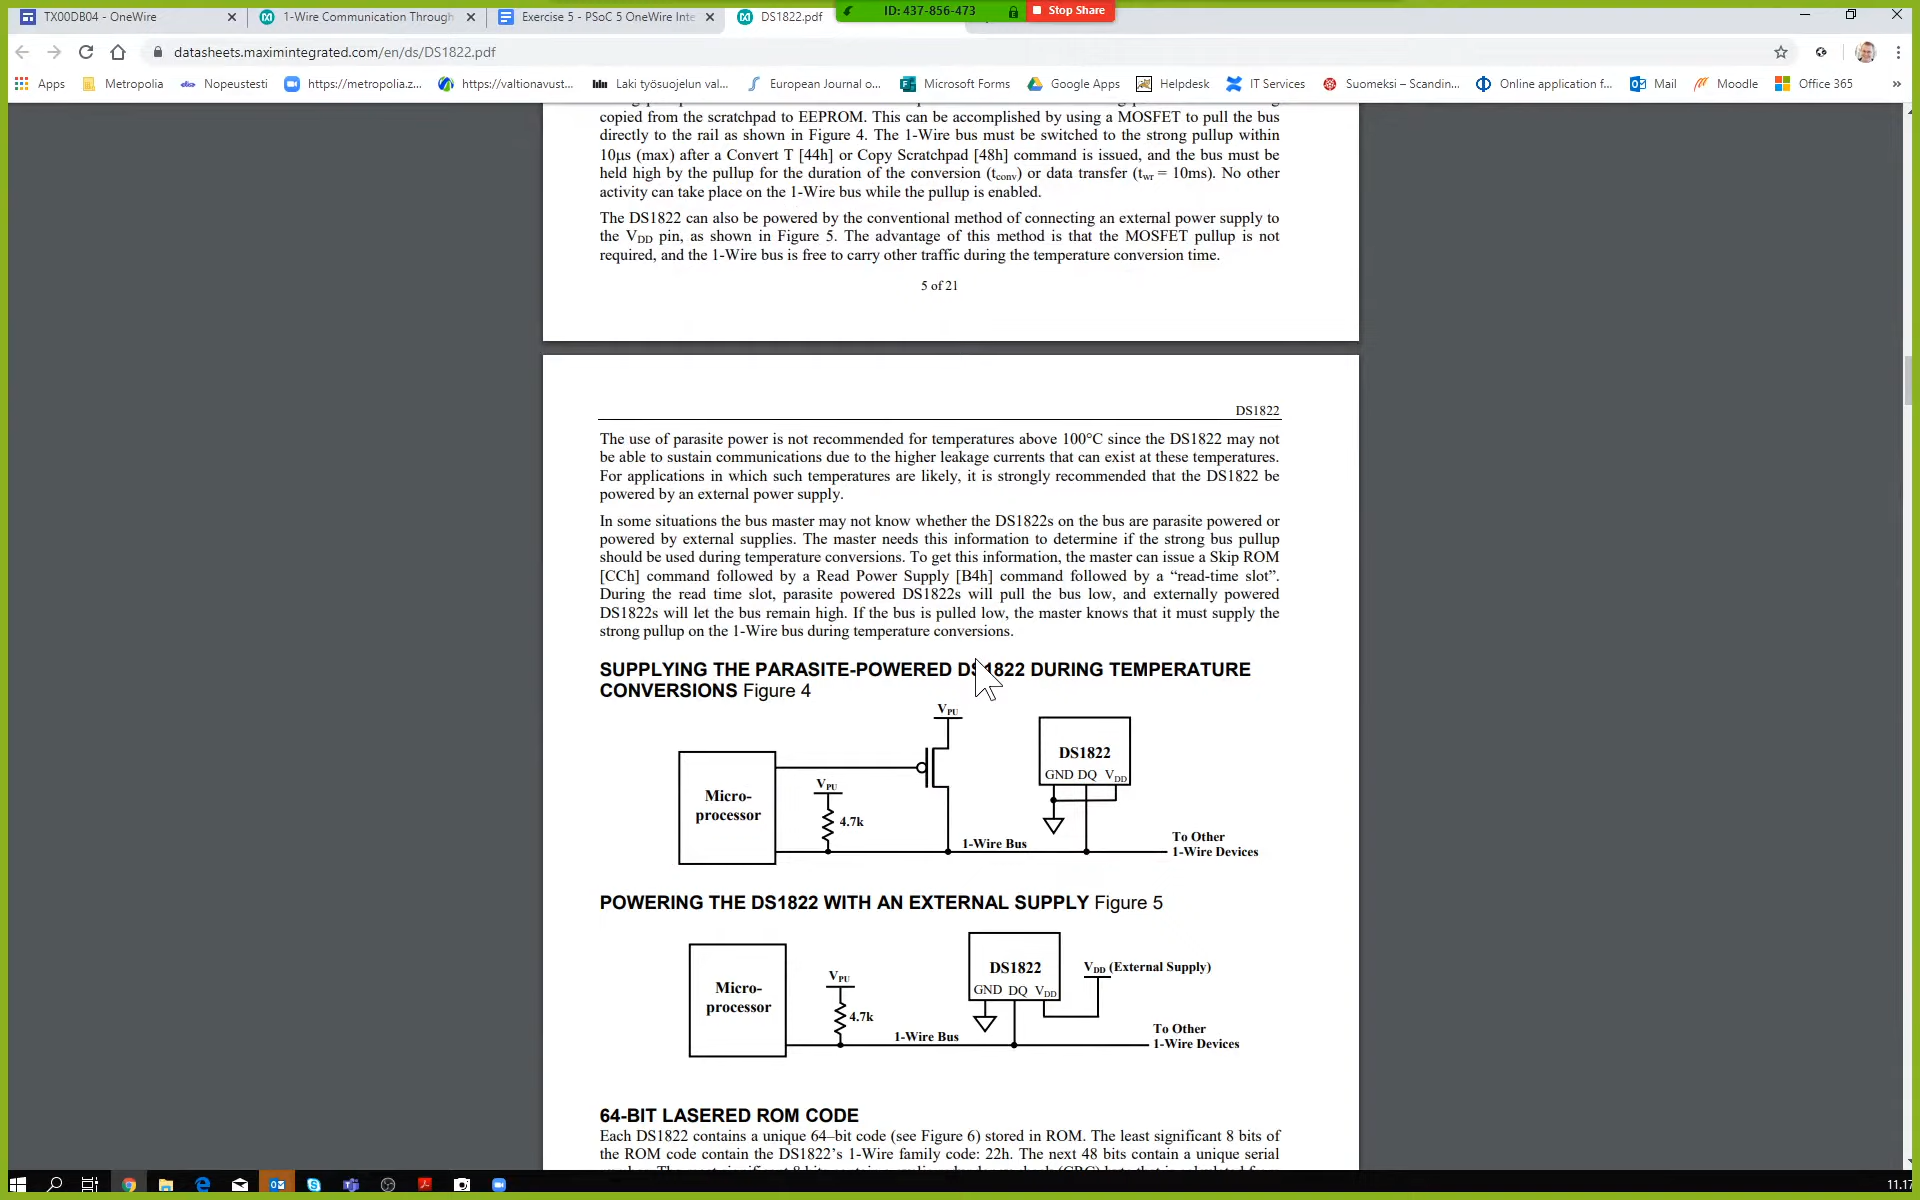 TX00DB04 - OneWire
1-Wire Communication Through
Exercise 5 - PSoC 5 OneWire Inte
DS1822.pdf
ID: 437-856-473
Stop Share
datasheets.maximintegrated.com/en/ds/DS1822.pdf
Apps
Metropolia
Nopeustesti
https://metropolia.z...
https://valtionavust...
Laki työsuojelun val...
European Journal o...
Microsoft Forms
Google Apps
Helpdesk
IT Services
Suomeksi – Scandin...
Online application f...
Mail
Moodle
Office 365
»
copied from the scratchpad to EEPROM. This can be accomplished by using a MOSFET to pull the bus
directly to the rail as shown in Figure 4. The 1-Wire bus must be switched to the strong pullup within
10μs (max) after a Convert T [44h] or Copy Scratchpad [48h] command is issued, and the bus must be
held high by the pullup for the duration of the conversion (tconv) or data transfer (twr = 10ms). No other
activity can take place on the 1-Wire bus while the pullup is enabled.
The DS1822 can also be powered by the conventional method of connecting an external power supply to
the VDD pin, as shown in Figure 5. The advantage of this method is that the MOSFET pullup is not
required, and the 1-Wire bus is free to carry other traffic during the temperature conversion time.
5 of 21
DS1822
The use of parasite power is not recommended for temperatures above 100°C since the DS1822 may not
be able to sustain communications due to the higher leakage currents that can exist at these temperatures.
For applications in which such temperatures are likely, it is strongly recommended that the DS1822 be
powered by an external power supply.
In some situations the bus master may not know whether the DS1822s on the bus are parasite powered or
powered by external supplies. The master needs this information to determine if the strong bus pullup
should be used during temperature conversions. To get this information, the master can issue a Skip ROM
[CCh] command followed by a Read Power Supply [B4h] command followed by a “read-time slot”.
During the read time slot, parasite powered DS1822s will pull the bus low, and externally powered
DS1822s will let the bus remain high. If the bus is pulled low, the master knows that it must supply the
strong pullup on the 1-Wire bus during temperature conversions.
SUPPLYING THE PARASITE-POWERED DS1822 DURING TEMPERATURE
CONVERSIONS Figure 4
VPU
DS1822
GND DQ VDD
Micro-
processor
VPU
4.7k
1-Wire Bus
To Other
1-Wire Devices
POWERING THE DS1822 WITH AN EXTERNAL SUPPLY Figure 5
Micro-
processor
VPU
4.7k
DS1822
GND DQ VDD
VDD (External Supply)
1-Wire Bus
To Other
1-Wire Devices
64-BIT LASERED ROM CODE
Each DS1822 contains a unique 64–bit code (see Figure 6) stored in ROM. The least significant 8 bits of
the ROM code contain the DS1822’s 1-Wire family code: 22h. The next 48 bits contain a unique serial
11.17